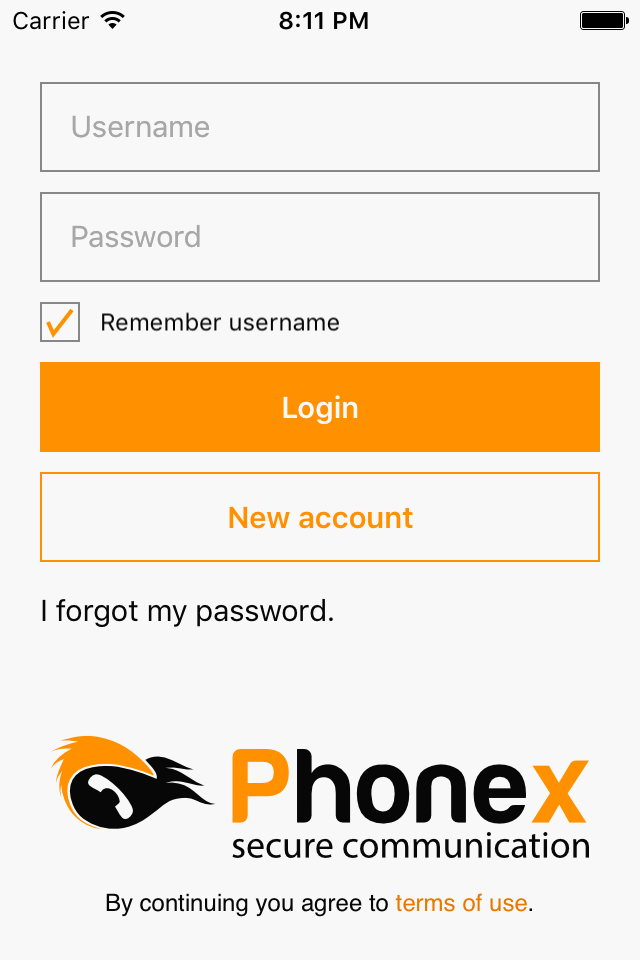 Carrier 8:11 PM
Username
Password
Remember username
Login
New account
I forgot my password.
Phonex
secure communication
By continuing you agree to terms of use.